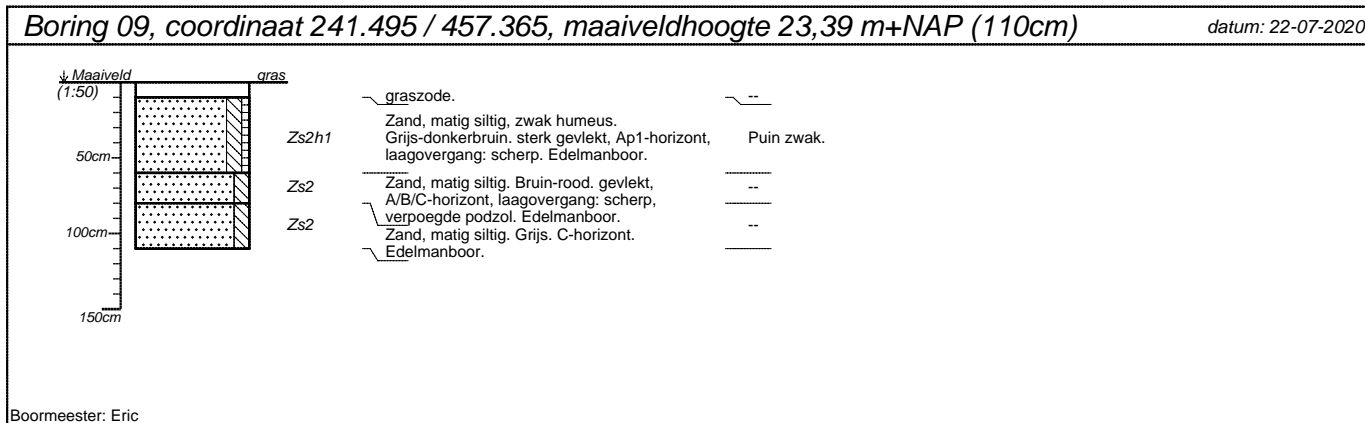 Boring 09, coordinaat 241.495 / 457.365, maaiveldhoogte 23,39 m+NAP (110cm)
datum: 22-07-2020
Maaiveld
gras
(1:50)
graszode.
--
Zand, matig siltig, zwak humeus.
Zs2h1
Grijs-donkerbruin. sterk gevlekt, Ap1-horizont,
Puin zwak.
laagovergang: scherp. Edelmanboor.
50cm
Zs2
Zand, matig siltig. Bruin-rood. gevlekt,
--
A/B/C-horizont, laagovergang: scherp,
verpoegde podzol. Edelmanboor.
Zs2
--
100cm
Zand, matig siltig. Grijs. C-horizont.
Edelmanboor.
150cm
Boormeester: Eric